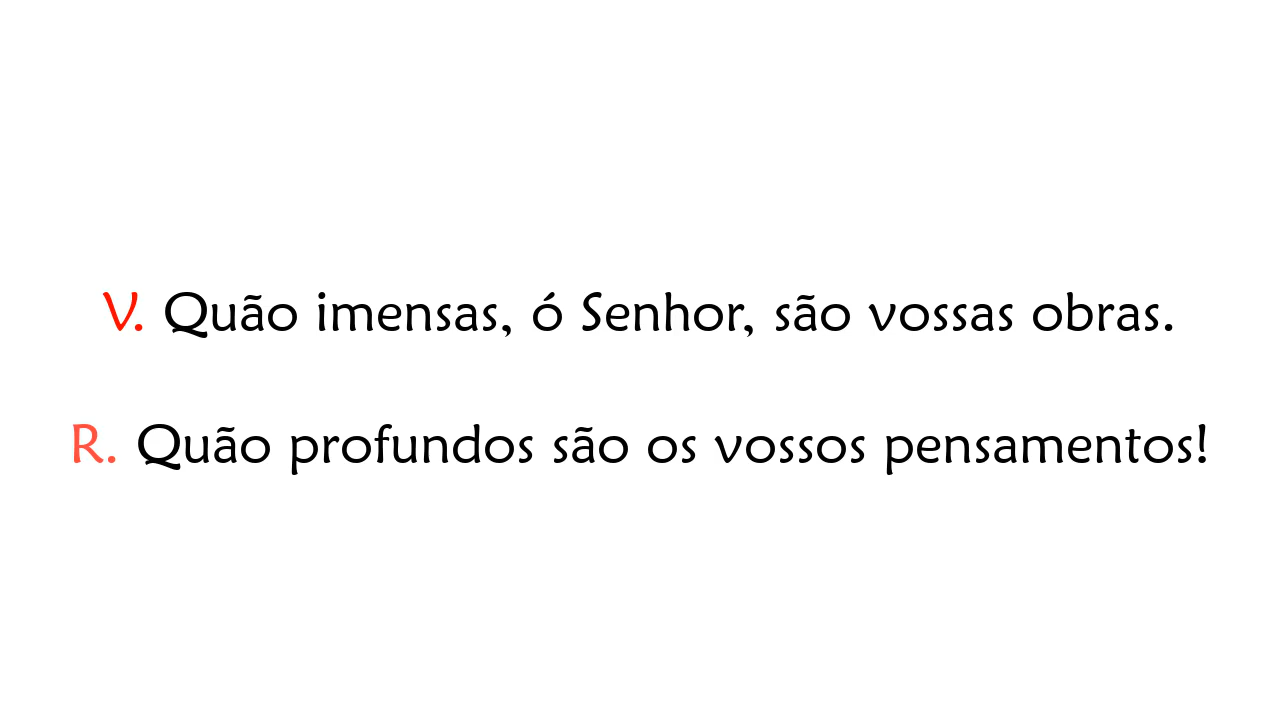 V. Quão imensas, ó Senhor, são vossas obras.
R. Quão profundos são os vossos pensamentos!